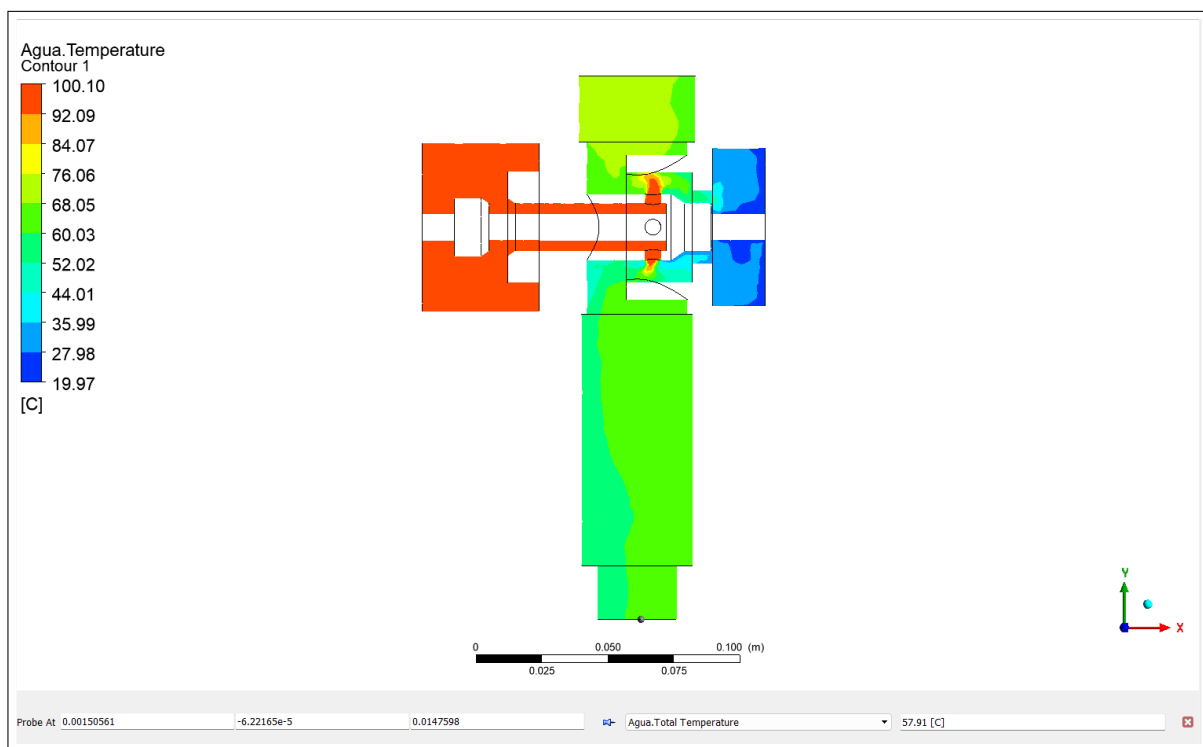 Agua.Temperature
Contour 1
100.10
92.09
84.07
76.06
68.05
60.03
52.02
44.01
35.99
27.98
19.97
[C]
Y
X
0 0.050 0.100 (m)
0.025 0.075
Probe At 0.00150561 -6.22165e-5 0.0147598 Agua.Total Temperature 57.91 [C]